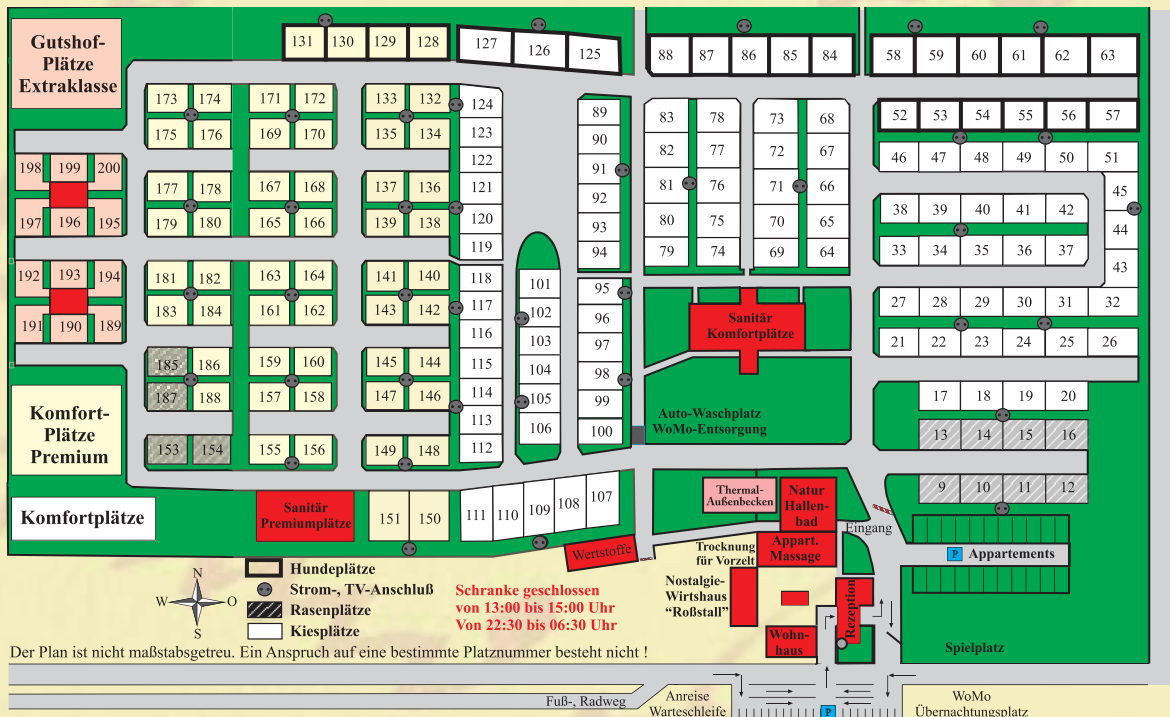 Gutshof-
Plätze
Extraklasse
131 130 129 128
127 126 125
88 87 86 85 84
58 59 60 61 62 63
173 174
175 176
171 172
169 170
133 132
135 134
124
123
122
121
120
119
89
90
91
92
93
94
83 78
82 77
81 76
80 75
79 74
73 68
72 67
71 66
70 65
69 64
52 53 54 55 56 57
46 47 48 49 50 51
45
44
43
38 39 40 41 42
33 34 35 36 37
27 28 29 30 31 32
21 22 23 24 25 26
198 199 200
197 196 195
177 178
179 180
167 168
165 166
137 136
139 138
192 193 194
191 190 189
181 182
183 184
163 164
161 162
141 140
143 142
118
117
116
115
114
113
112
101
102
103
104
105
106
95
96
97
98
99
100
Sanitär
Komfortplätze
185 186
187 188
159 160
157 158
145 144
147 146
Komfort-
Plätze
Premium
153 154
155 156
149 148
Auto-Waschplatz
WoMo-Entsorgung
17 18 19 20
13 14 15 16
9 10 11 12
Komfortplätze
Sanitär
Premiumplätze
151 150
111 110 109 108 107
Thermal-
Außenbecken
Natur
Hallen-
bad
Eingang
Wertstoffe
Trocknung
für Vorzelt
Appart.
Massage
P Appartements
Nostalgie-
Wirtshaus
“Roßstall”
Rezeption
Wohn-
haus
Spielplatz
N
W O
S
Hundeplätze
Strom-, TV-Anschluß
Rasenplätze
Kiesplätze
Schranke geschlossen
von 13:00 bis 15:00 Uhr
Von 22:30 bis 06:30 Uhr
Der Plan ist nicht maßstabsgetreu. Ein Anspruch auf eine bestimmte Platznummer besteht nicht !
Fuß-, Radweg
Anreise
Warteschleife
P
WoMo
Übernachtungsplatz